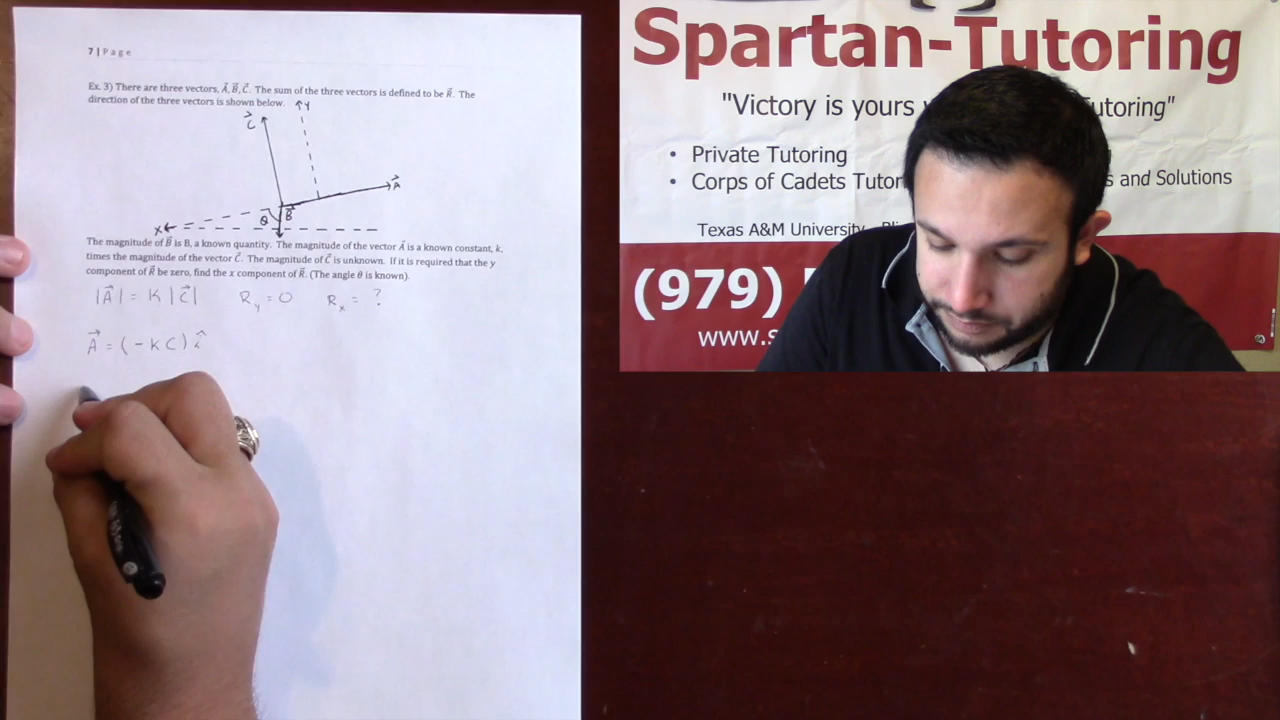 7 | Page
Ex. 3) There are three vectors, A⃗, B⃗, C⃗. The sum of the three vectors is defined to be R⃗. The
direction of the three vectors is shown below.
Y
C⃗
A⃗
θ B⃗
X
The magnitude of B⃗ is B, a known quantity. The magnitude of the vector A⃗ is a known constant, k,
times the magnitude of the vector C⃗. The magnitude of C⃗ is unknown. If it is required that the y
component of R⃗ be zero, find the x component of R⃗. (The angle θ is known).
|A⃗| = K |C⃗| R_y = 0 R_x = ?
A⃗ = (-KC) î
Spartan-Tutoring
"Victory is yours utoring"
• Private Tutoring
• Corps of Cadets s and Solutions
Texas A&M University
(979)
www.s